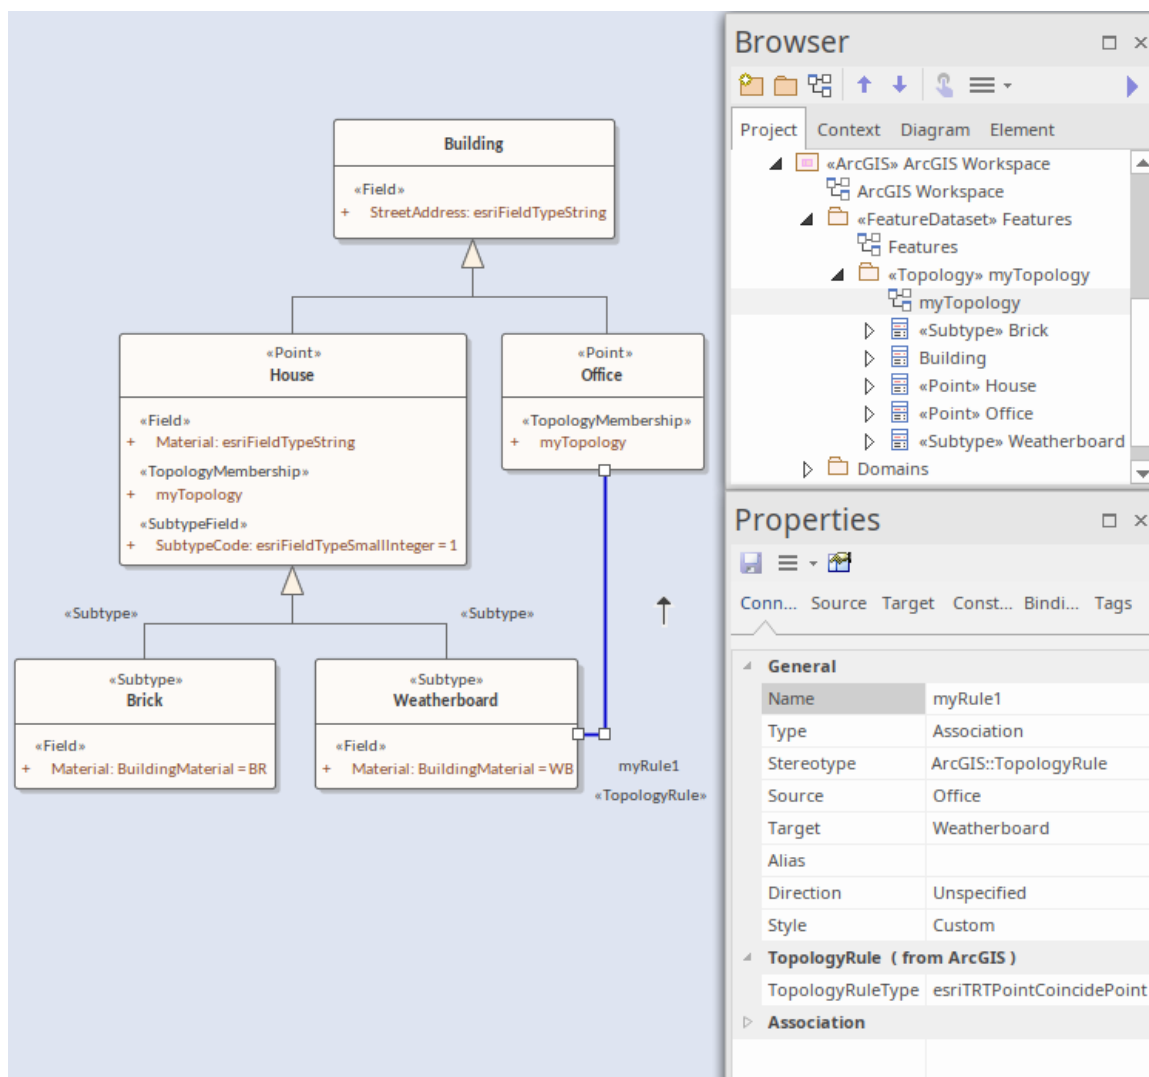 Building
«Field»
+ StreetAddress: esriFieldTypeString
«Point»
House
«Field»
+ Material: esriFieldTypeString
«TopologyMembership»
+ myTopology
«SubtypeField»
+ SubtypeCode: esriFieldTypeSmallInteger = 1
«Point»
Office
«TopologyMembership»
+ myTopology
«Subtype»
«Subtype»
«Subtype»
Brick
«Field»
+ Material: BuildingMaterial = BR
«Subtype»
Weatherboard
«Field»
+ Material: BuildingMaterial = WB
myRule1
«TopologyRule»
Browser
Project Context Diagram Element
«ArcGIS» ArcGIS Workspace
ArcGIS Workspace
«FeatureDataset» Features
Features
«Topology» myTopology
myTopology
«Subtype» Brick
Building
«Point» House
«Point» Office
«Subtype» Weatherboard
Domains
Properties
Conn... Source Target Const... Bindi... Tags
General
Name myRule1
Type Association
Stereotype ArcGIS::TopologyRule
Source Office
Target Weatherboard
Alias
Direction Unspecified
Style Custom
TopologyRule ( from ArcGIS )
TopologyRuleType esriTRTPointCoincidePoint
Association